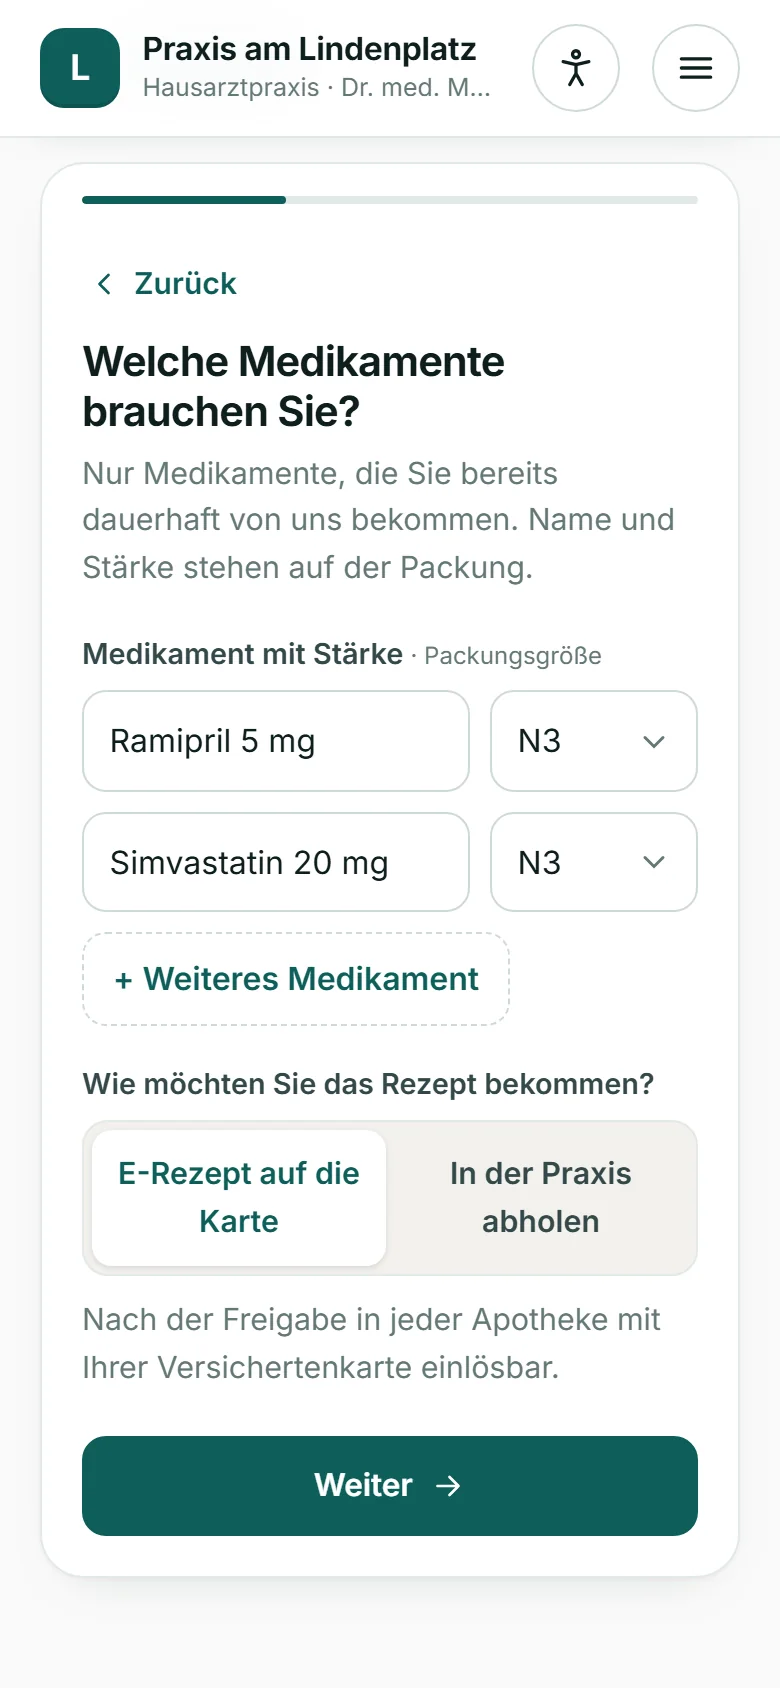 L
Praxis am Lindenplatz
Hausarztpraxis · Dr. med. M...
Zurück
Welche Medikamente
brauchen Sie?
Nur Medikamente, die Sie bereits
dauerhaft von uns bekommen. Name und
Stärke stehen auf der Packung.
Medikament mit Stärke · Packungsgröße
Ramipril 5 mg N3
Simvastatin 20 mg N3
+ Weiteres Medikament
Wie möchten Sie das Rezept bekommen?
E-Rezept auf die
Karte
In der Praxis
abholen
Nach der Freigabe in jeder Apotheke mit
Ihrer Versichertenkarte einlösbar.
Weiter →